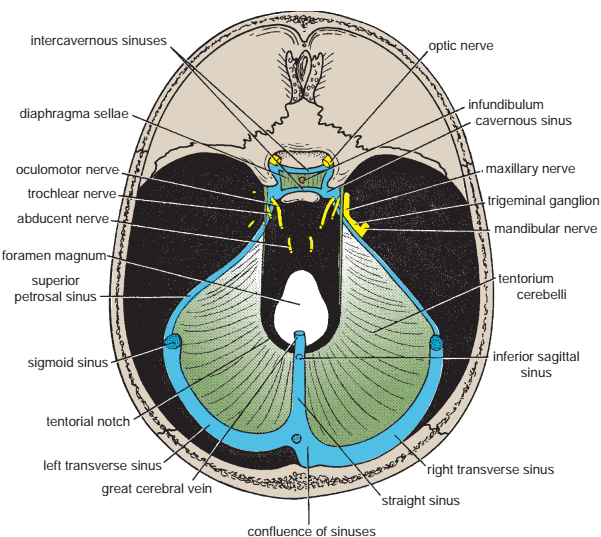 intercavernous sinuses
optic nerve
diaphragma sellae
infundibulum
cavernous sinus
oculomotor nerve
maxillary nerve
trochlear nerve
trigeminal ganglion
abducent nerve
mandibular nerve
foramen magnum
superior
petrosal sinus
tentorium
cerebelli
sigmoid sinus
inferior sagittal
sinus
tentorial notch
left transverse sinus
right transverse sinus
great cerebral vein
straight sinus
confluence of sinuses